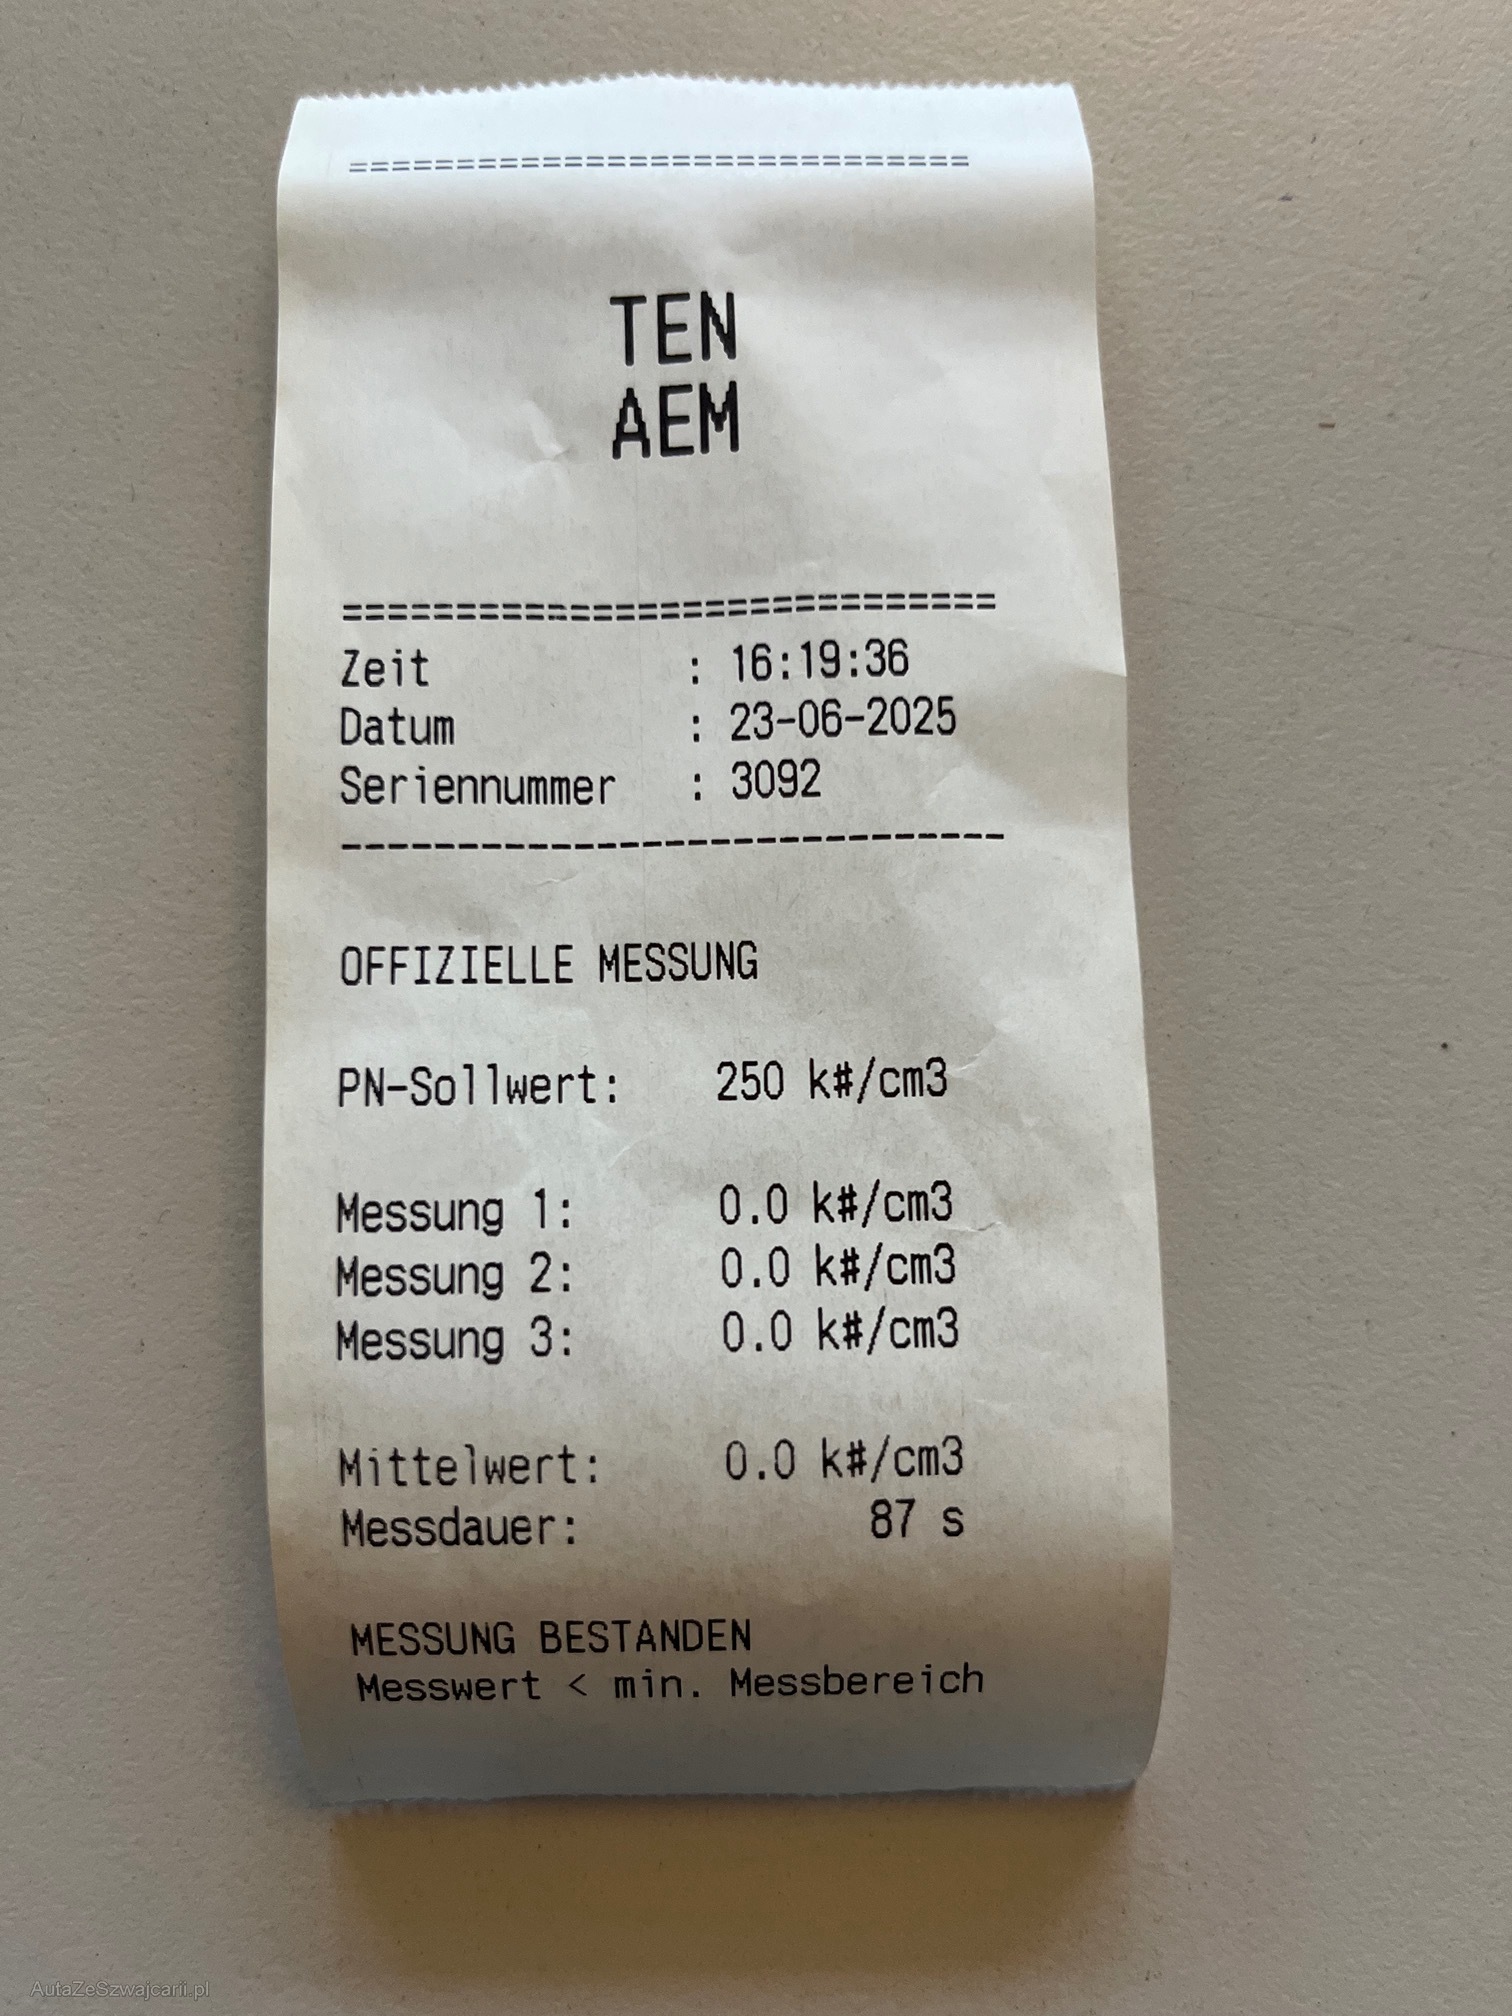 =============================
TEN
AEM
=============================
Zeit : 16:19:36
Datum : 23-06-2025
Seriennummer : 3092
-----------------------------
OFFIZIELLE MESSUNG
PN-Sollwert: 250 k#/cm3
Messung 1: 0.0 k#/cm3
Messung 2: 0.0 k#/cm3
Messung 3: 0.0 k#/cm3
Mittelwert: 0.0 k#/cm3
Messdauer: 87 s
MESSUNG BESTANDEN
Messwert < min. Messbereich
AutaZeSzwajcarii.pl